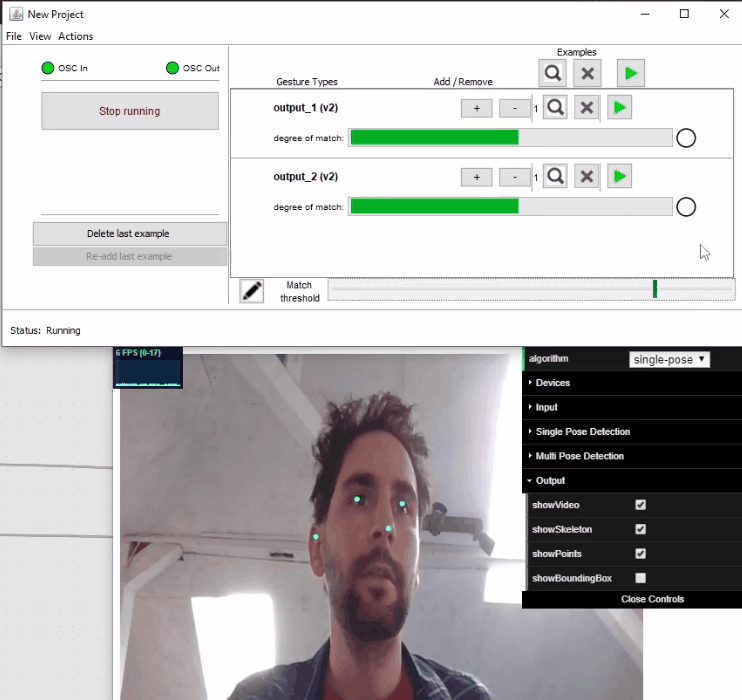 New Project
File View Actions
OSC In OSC Out
Stop running
Delete last example
Re-add last example
Examples
Gesture Types Add / Remove
output_1 (v2) + - 1
degree of match:
output_2 (v2) + - 1
degree of match:
Match
threshold
Status: Running
6 FPS (0-17)
algorithm single-pose
Devices
Input
Single Pose Detection
Multi Pose Detection
Output
showVideo
showSkeleton
showPoints
showBoundingBox
Close Controls